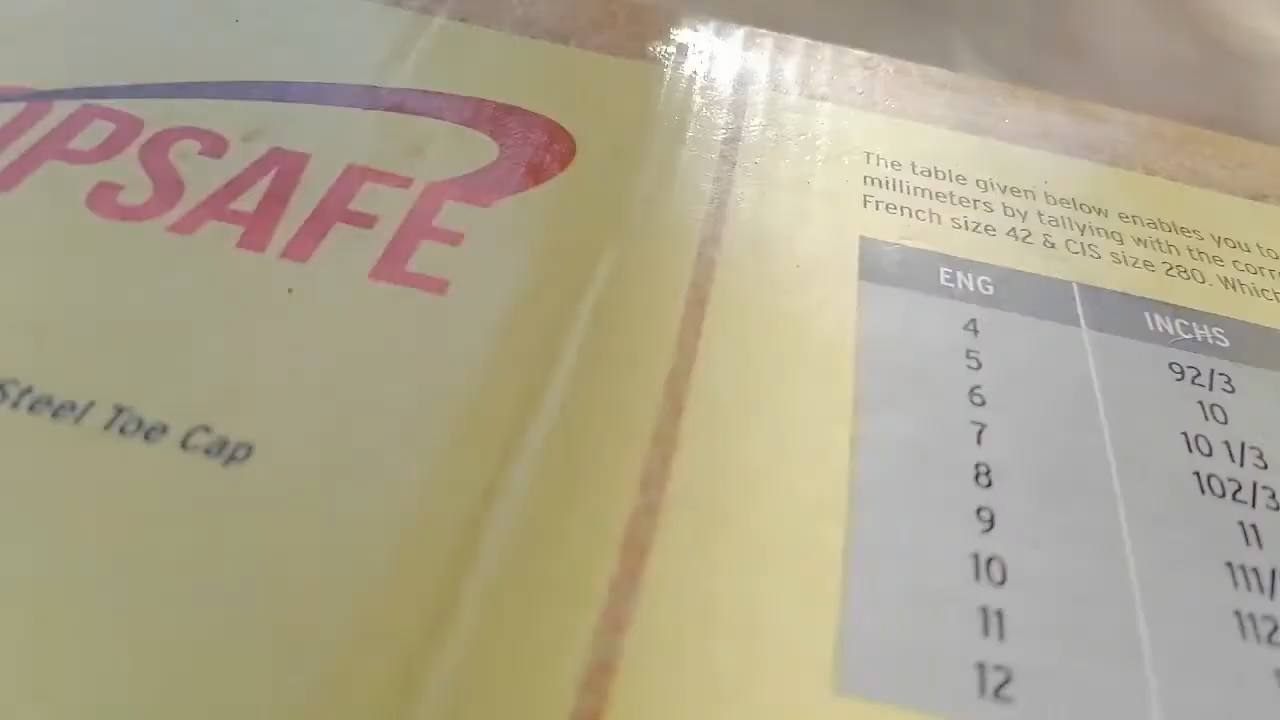 PSAFE
Steel Toe Cap
The table given below enables you to
millimeters by tallying with the
French size 42 & CIS size 280. Which
ENG INCHS
4 92/3
5 10
6 10 1/3
7 102/3
8 11
9
10
11
12